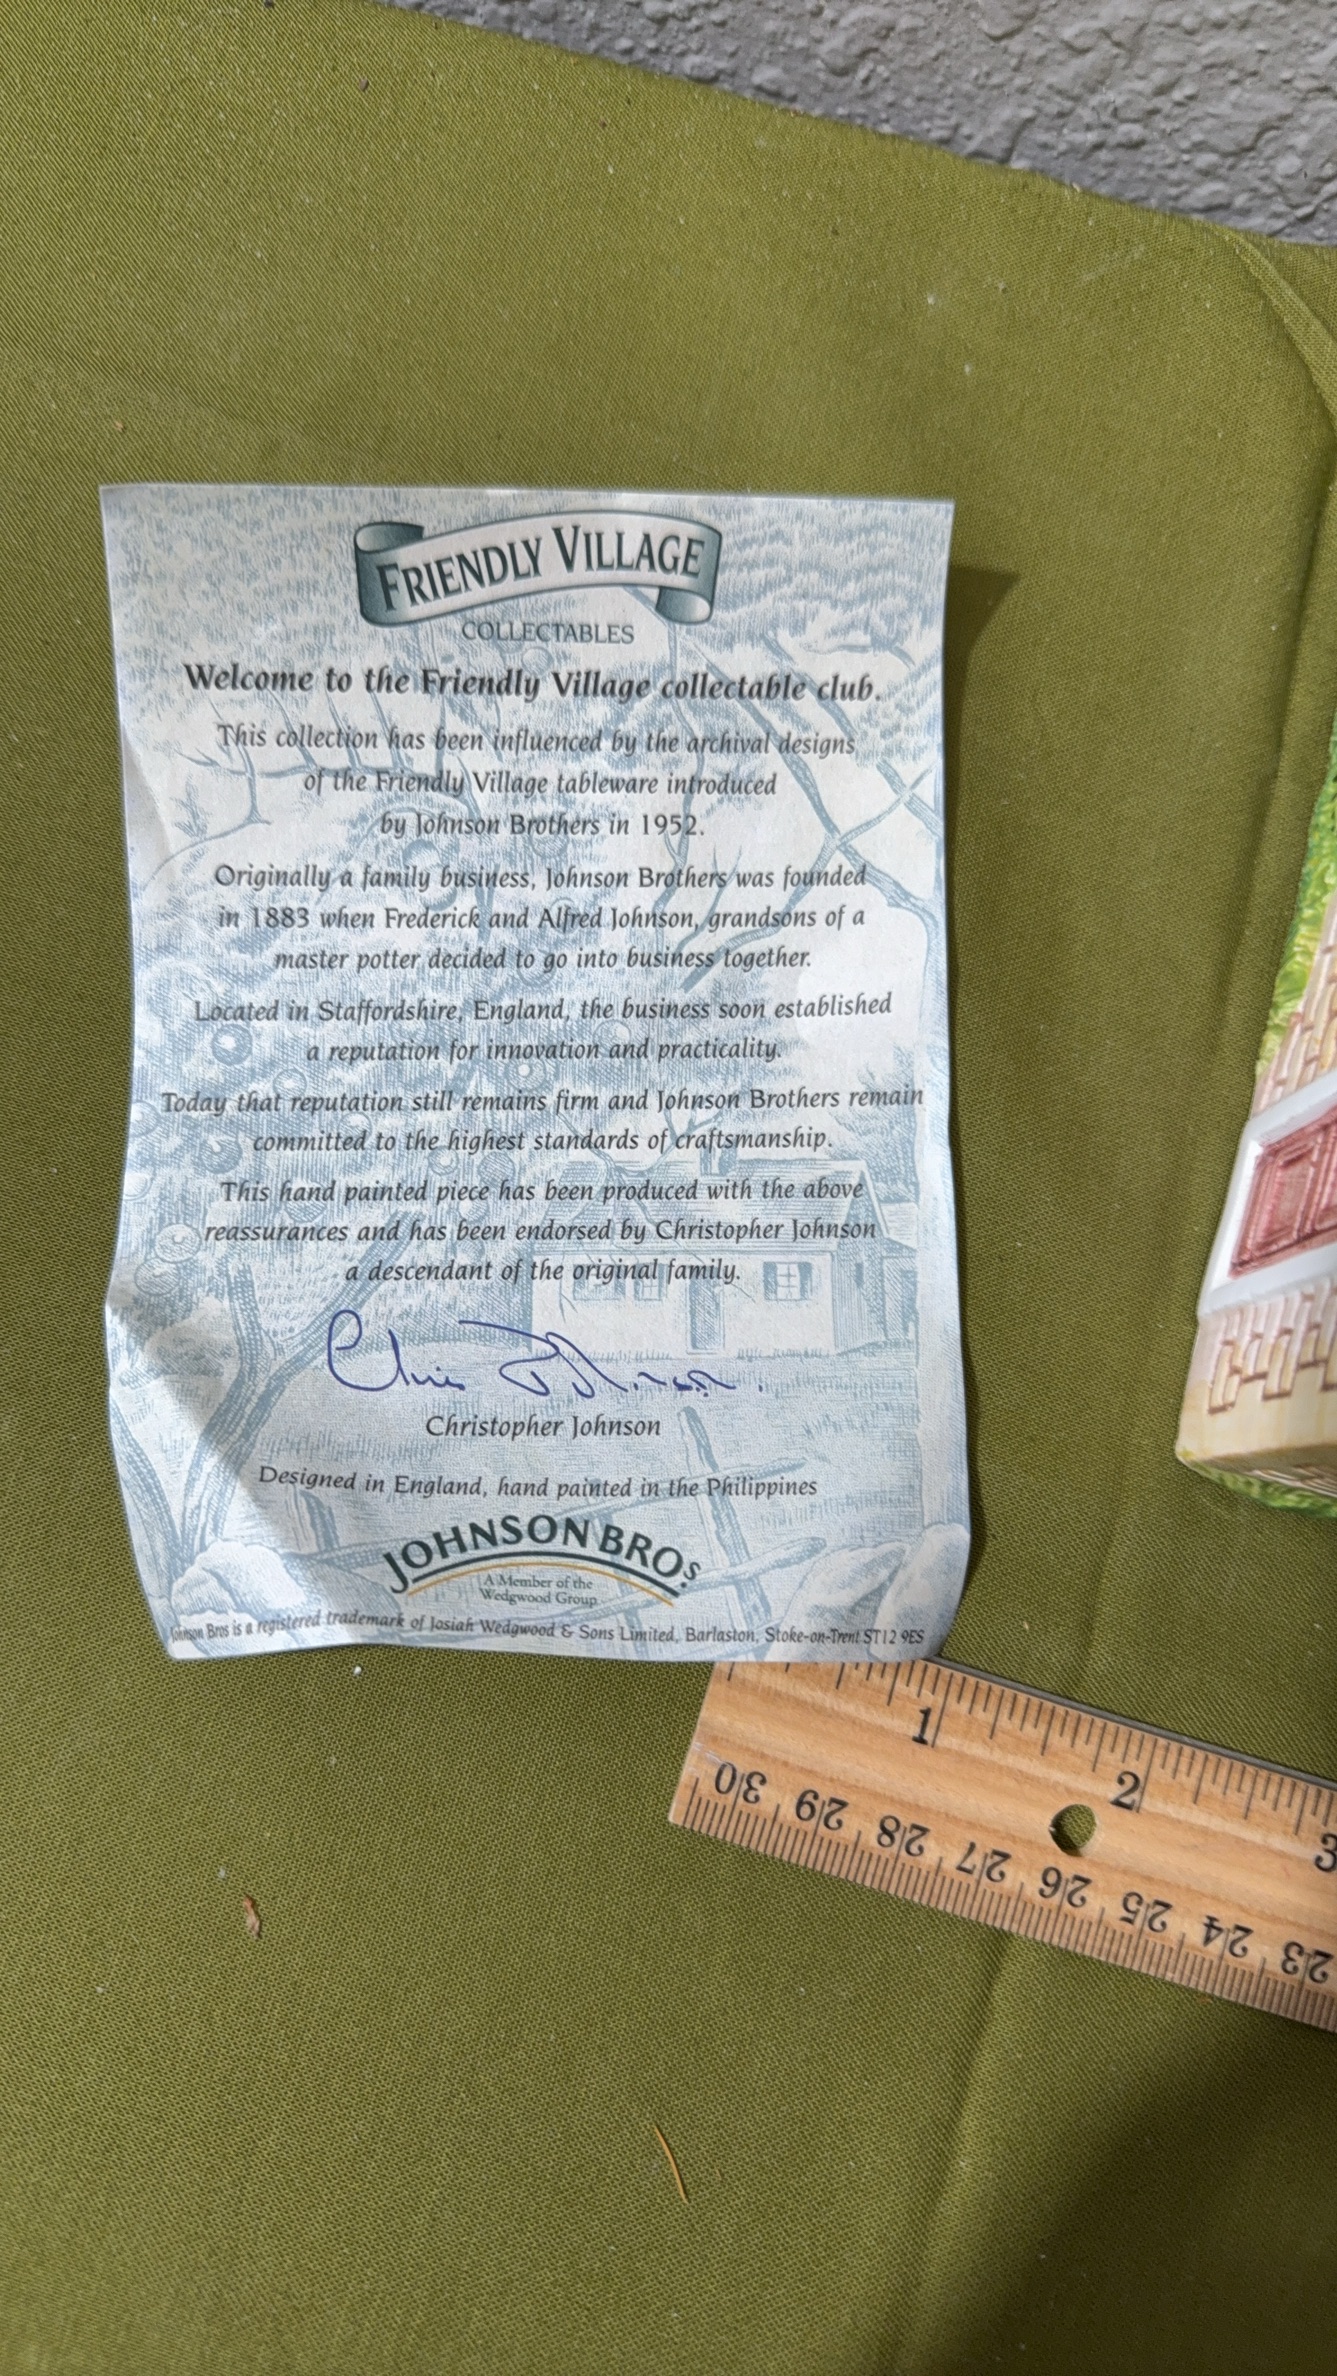 FRIENDLY VILLAGE
COLLECTABLES
Welcome to the Friendly Village collectable club.
This collection has been influenced by the archival designs
of the Friendly Village tableware introduced
by Johnson Brothers in 1952.
Originally a family business, Johnson Brothers was founded
in 1883 when Frederick and Alfred Johnson, grandsons of a
master potter decided to go into business together.
Located in Staffordshire, England, the business soon established
a reputation for innovation and practicality.
Today that reputation still remains firm and Johnson Brothers remain
committed to the highest standards of craftsmanship.
This hand painted piece has been produced with the above
reassurances and has been endorsed by Christopher Johnson
a descendant of the original family.
Chris Johnson.
Christopher Johnson
Designed in England, hand painted in the Philippines
JOHNSON BROS.
A Member of the
Wedgwood Group
Johnson Bros is a registered trademark of Josiah Wedgwood & Sons Limited, Barlaston, Stoke-on-Trent ST12 9ES
1 2 3
30 29 28 27 26 25 24 23